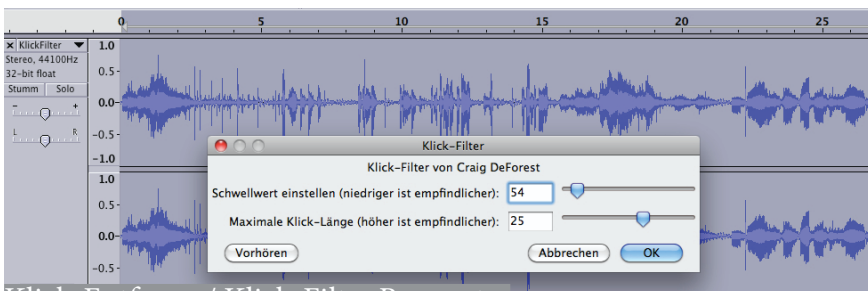 0 5 10 15 20 25
KlickFilter
Stereo, 44100Hz
32-bit float
Stumm Solo
- +
L R
1.0
0.5-
0.0-
-0.5-
-1.0
1.0
0.5-
0.0-
-0.5-
Klick-Filter
Klick-Filter von Craig DeForest
Schwellwert einstellen (niedriger ist empfindlicher): 54
Maximale Klick-Länge (höher ist empfindlicher): 25
Vorhören Abbrechen OK